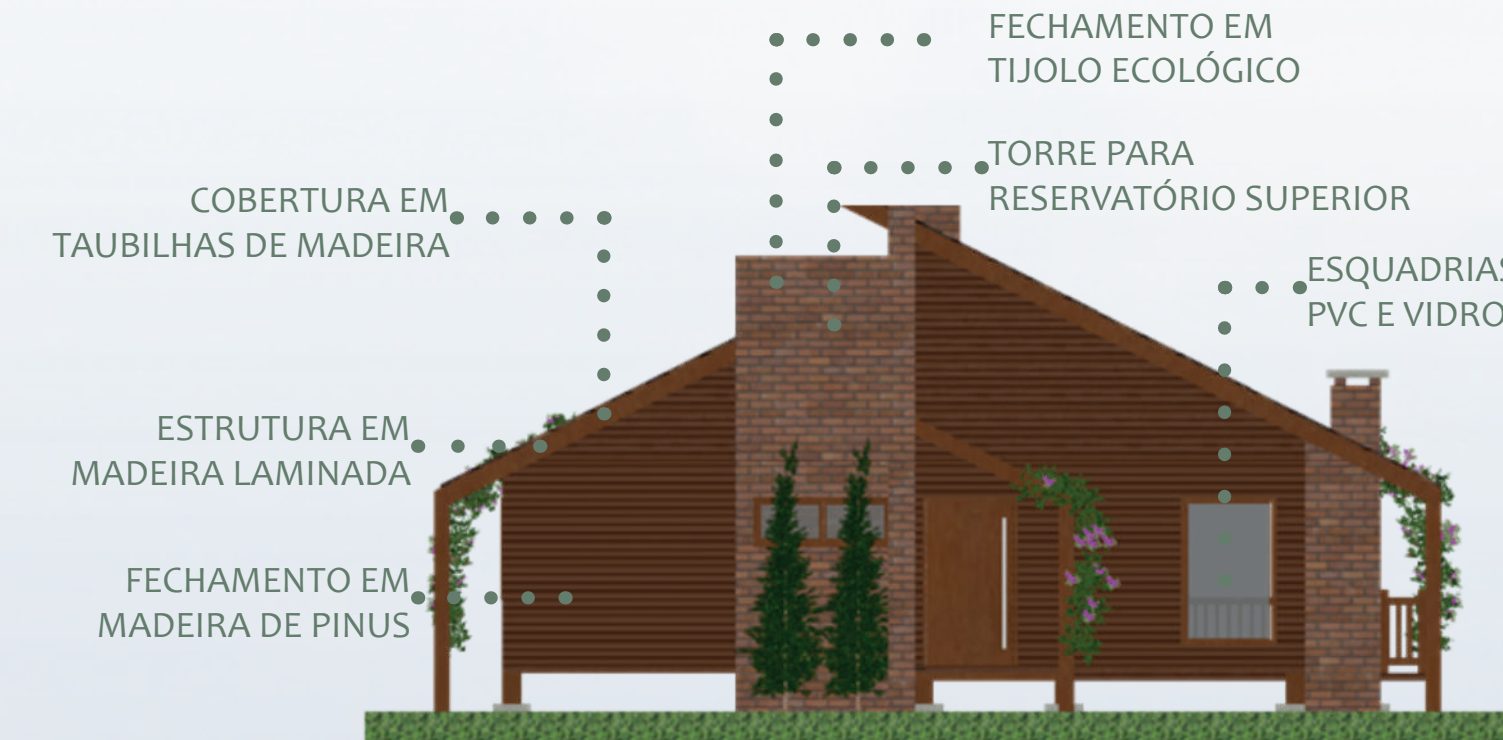 FECHAMENTO EM
TIJOLO ECOLÓGICO
TORRE PARA
RESERVATÓRIO SUPERIOR
COBERTURA EM
TAUBILHAS DE MADEIRA
ESQUADRIAS
PVC E VIDRO
ESTRUTURA EM
MADEIRA LAMINADA
FECHAMENTO EM
MADEIRA DE PINUS